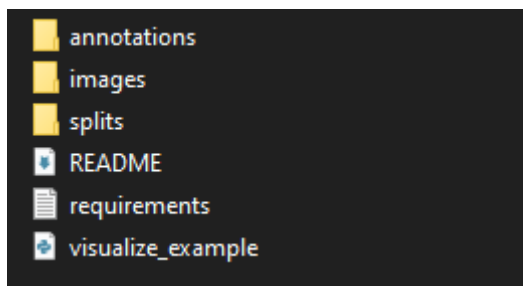 annotations
images
splits
README
requirements
visualize_example